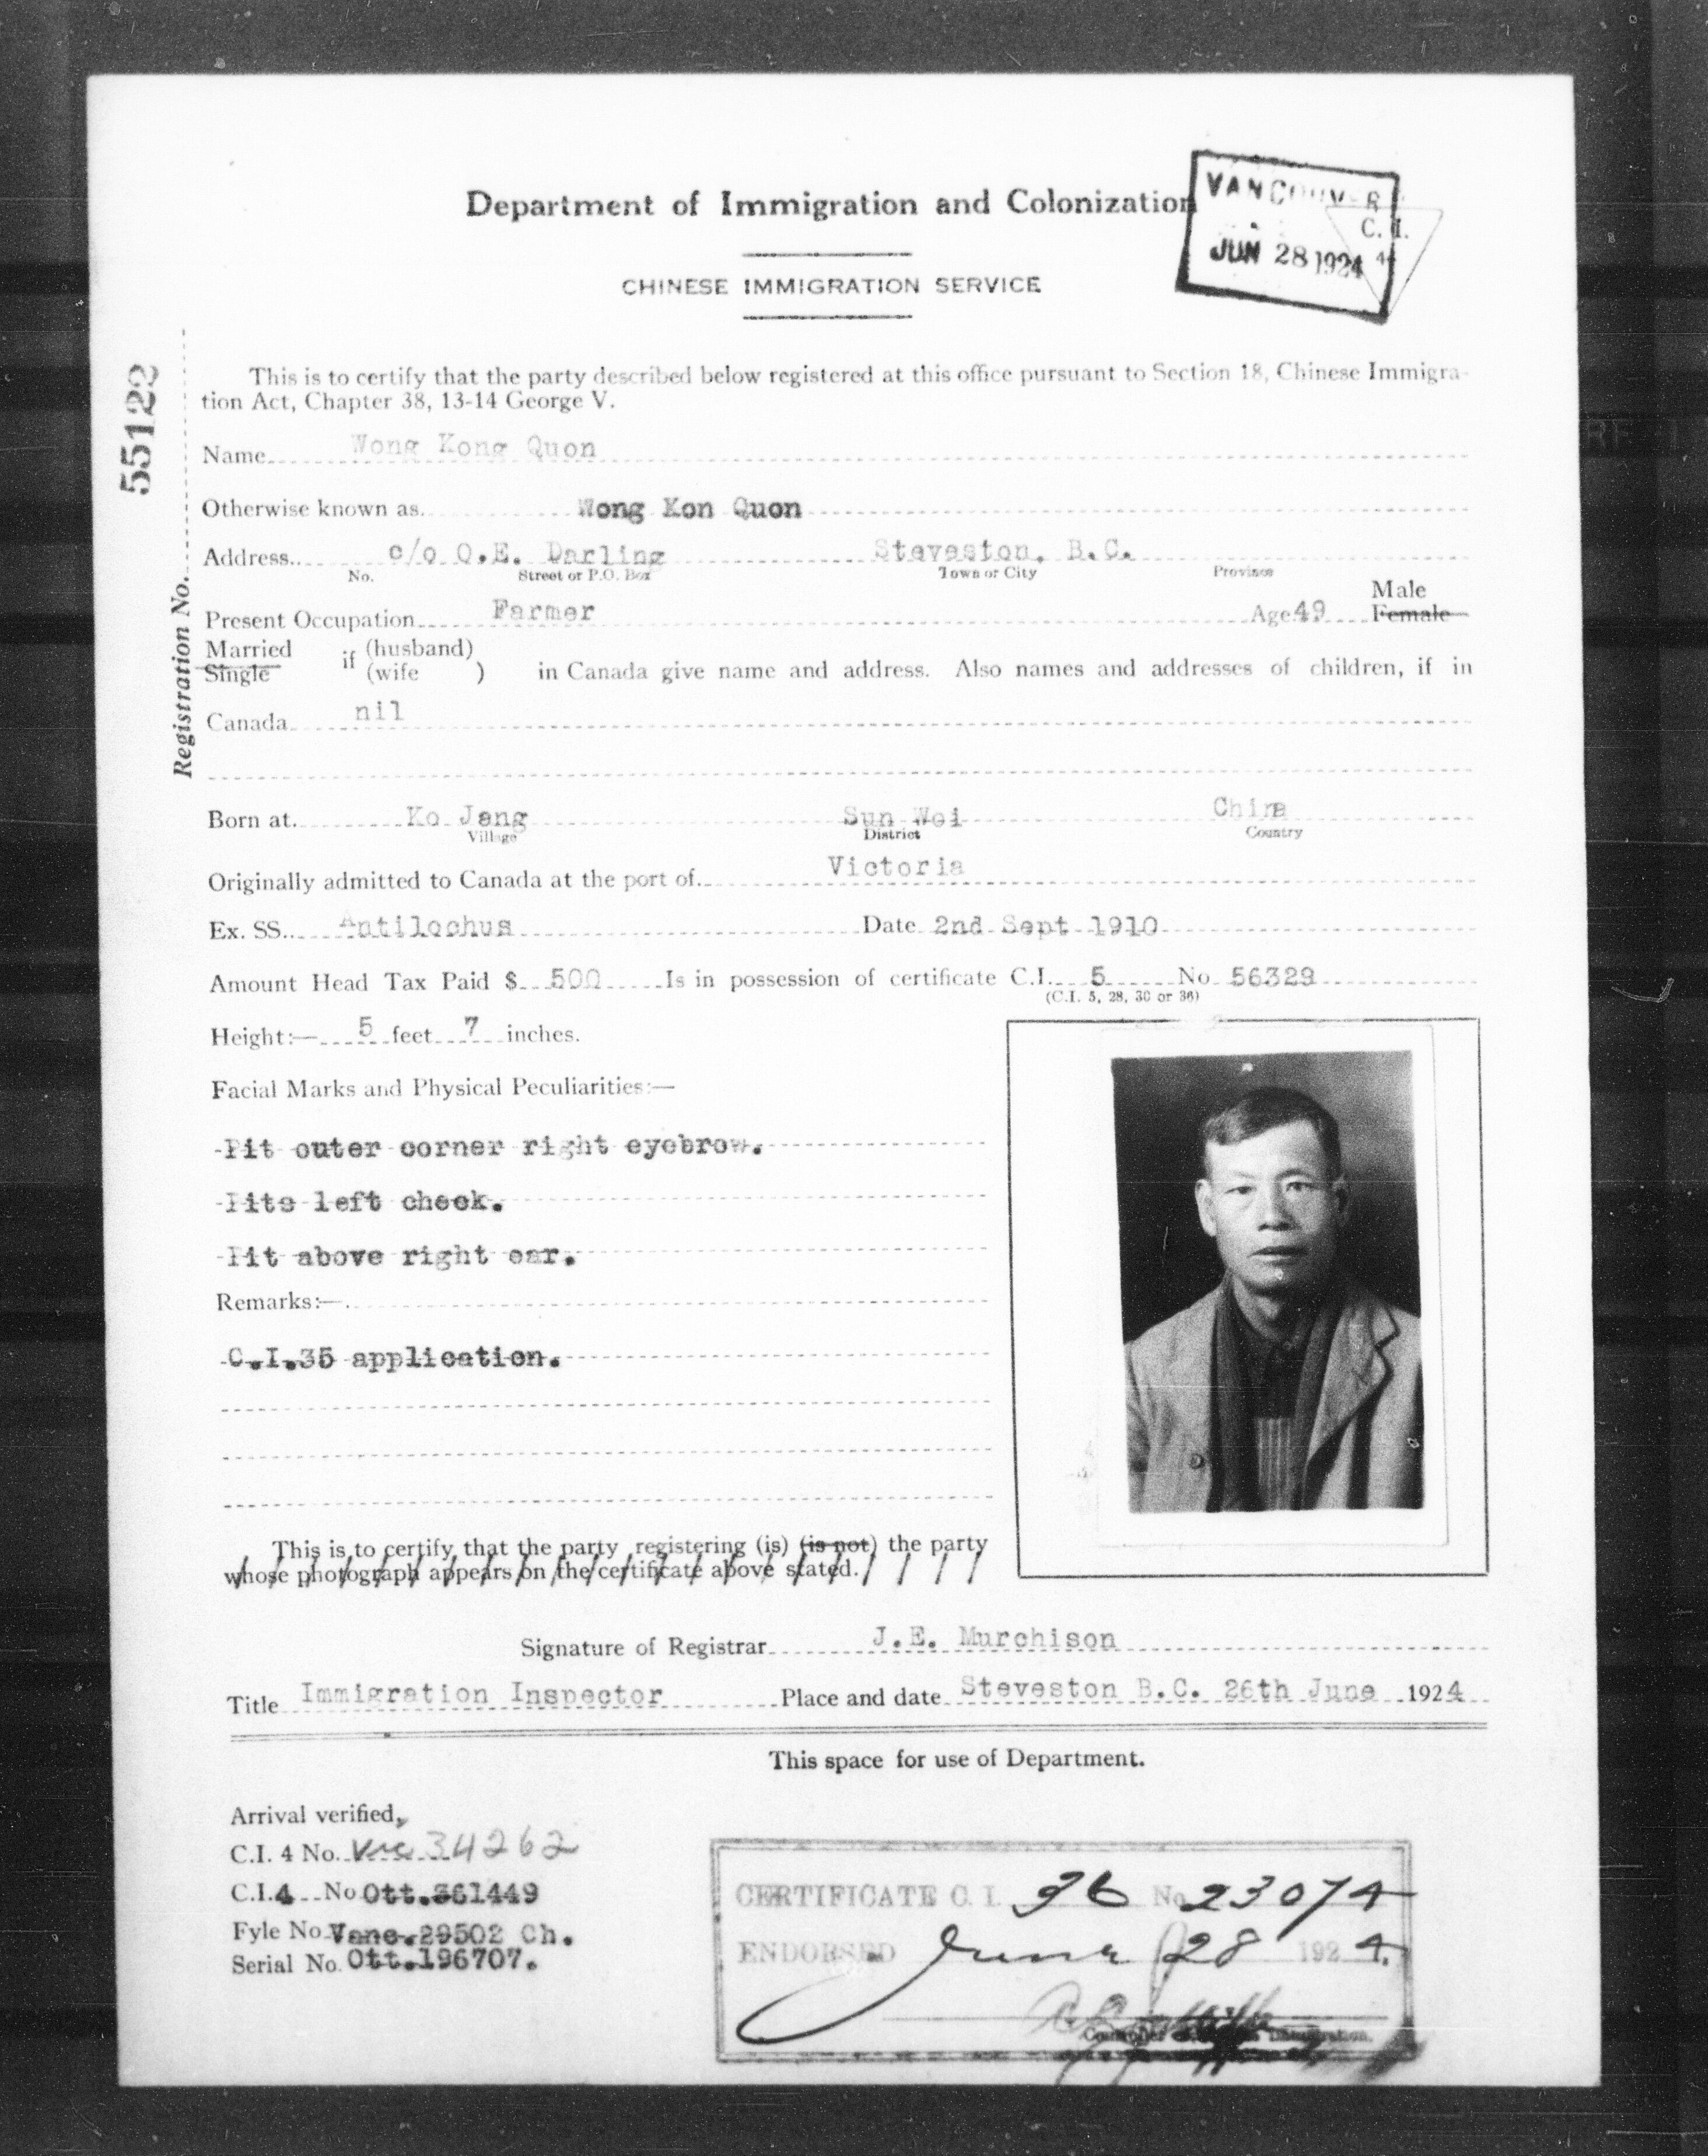 Department of Immigration and Colonization
VANCOUVER
C. I.
JUN 28 1924
4
CHINESE IMMIGRATION SERVICE
55122
Registration No.
This is to certify that the party described below registered at this office pursuant to Section 18, Chinese Immigra-
tion Act, Chapter 38, 13-14 George V.
Name Wong Kong Quon
Otherwise known as. Wong Kon Quon
Address c/o O.E. Darling Steveston, B.C.
No. Street or P.O. Box Town or City Province
Male
Present Occupation Farmer Age 49 Female
Married if (husband)
Single (wife ) in Canada give name and address. Also names and addresses of children, if in
Canada nil
Born at Ko Jang Sun Woi China
Village District Country
Originally admitted to Canada at the port of Victoria
Ex. SS. Antilochus Date 2nd Sept 1910
Amount Head Tax Paid $ 500 Is in possession of certificate C.I. 5 No 56329
(C.I. 5, 28, 30 or 36)
Height:— 5 feet 7 inches.
Facial Marks and Physical Peculiarities:—
Pit outer corner right eyebrow.
Pits left cheek.
Pit above right ear.
Remarks:—
C.I.35 application.
This is to certify that the party registering (is) (is not) the party
whose photograph appears on the certificate above stated.
Signature of Registrar J.E. Murchison
Title Immigration Inspector Place and date Steveston B.C. 26th June 1924
This space for use of Department.
Arrival verified,
C.I. 4 No. 34262
C.I.4 No Ott.361449
Fyle No Vanc.29502 Ch.
Serial No. Ott.196707.
CERTIFICATE C. I. 36 No. 23074
ENDORSED June 28 1924.
Controller